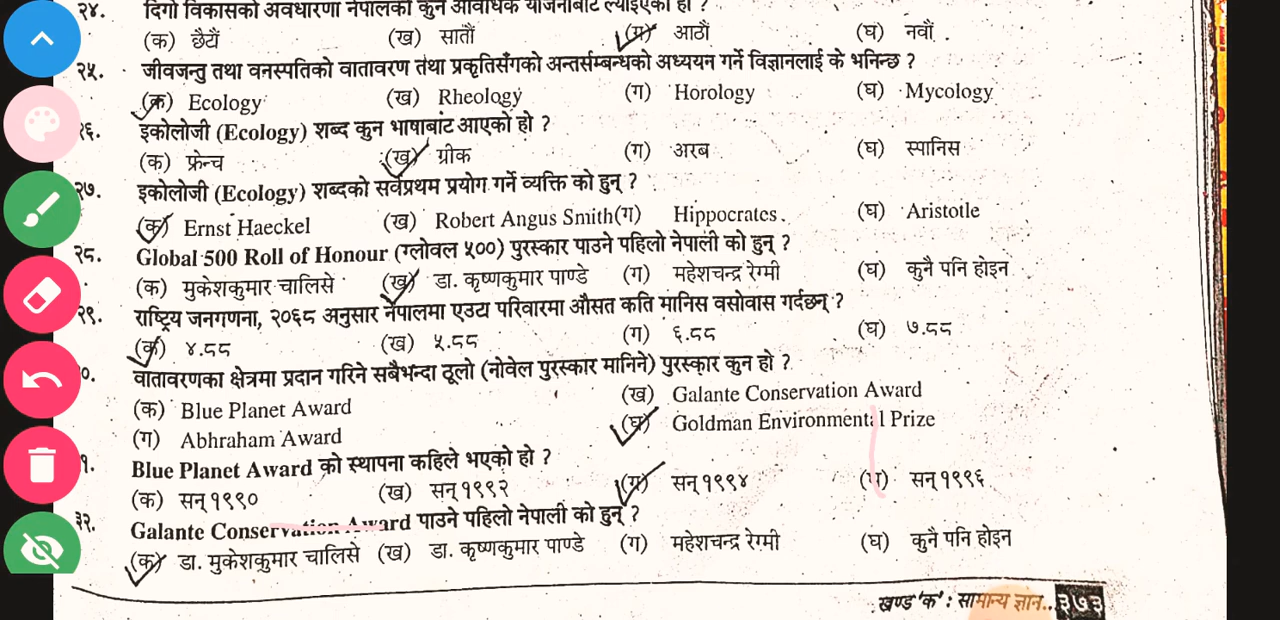 २४. दिगो विकासको अवधारणा नेपालको कुन आवधिक योजनाबाट ल्याइएको हो ?
(क) छैटौं (ख) सातौं (ग) आठौं (घ) नवौं .
२५. जीवजन्तु तथा वनस्पतिको वातावरण तथा प्रकृतिसँगको अन्तर्सम्बन्धको अध्ययन गर्ने विज्ञानलाई के भनिन्छ ?
(क) Ecology (ख) Rheology (ग) Horology (घ) Mycology
२६. इकोलोजी (Ecology) शब्द कुन भाषाबाट आएको हो ?
(क) फ्रेन्च (ख) ग्रीक (ग) अरब (घ) स्पानिस
२७. इकोलोजी (Ecology) शब्दको सर्वप्रथम प्रयोग गर्ने व्यक्ति को हुन् ?
(क) Ernst Haeckel (ख) Robert Angus Smith(ग) Hippocrates. (घ) Aristotle
२८. Global 500 Roll of Honour (ग्लोवल ५००) पुरस्कार पाउने पहिलो नेपाली को हुन् ?
(क) मुकेशकुमार चालिसे (ख) डा. कृष्णकुमार पाण्डे (ग) महेशचन्द्र रेग्मी (घ) कुनै पनि होइन
२९. राष्ट्रिय जनगणना, २०६८ अनुसार नेपालमा एउटा परिवारमा औसत कति मानिस वसोवास गर्दछन् ?
(क) ४.८८ (ख) ५.८८ (ग) ६.८८ (घ) ७.८८
०. वातावरणका क्षेत्रमा प्रदान गरिने सबैभन्दा ठूलो (नोवेल पुरस्कार मानिने) पुरस्कार कुन हो ?
(क) Blue Planet Award (ख) Galante Conservation Award
(ग) Abhraham Award (घ) Goldman Environmental Prize
१. Blue Planet Award को स्थापना कहिले भएको हो ?
(क) सन् १९९० (ख) सन् १९९२ (ग) सन् १९९४ (घ) सन् १९९६
३२. Galante Conservation Award पाउने पहिलो नेपाली को हुन् ?
(क) डा. मुकेशकुमार चालिसे (ख) डा. कृष्णकुमार पाण्डे (ग) महेशचन्द्र रेग्मी (घ) कुनै पनि होइन
खण्ड 'क' : सामान्य ज्ञान.. ३७३